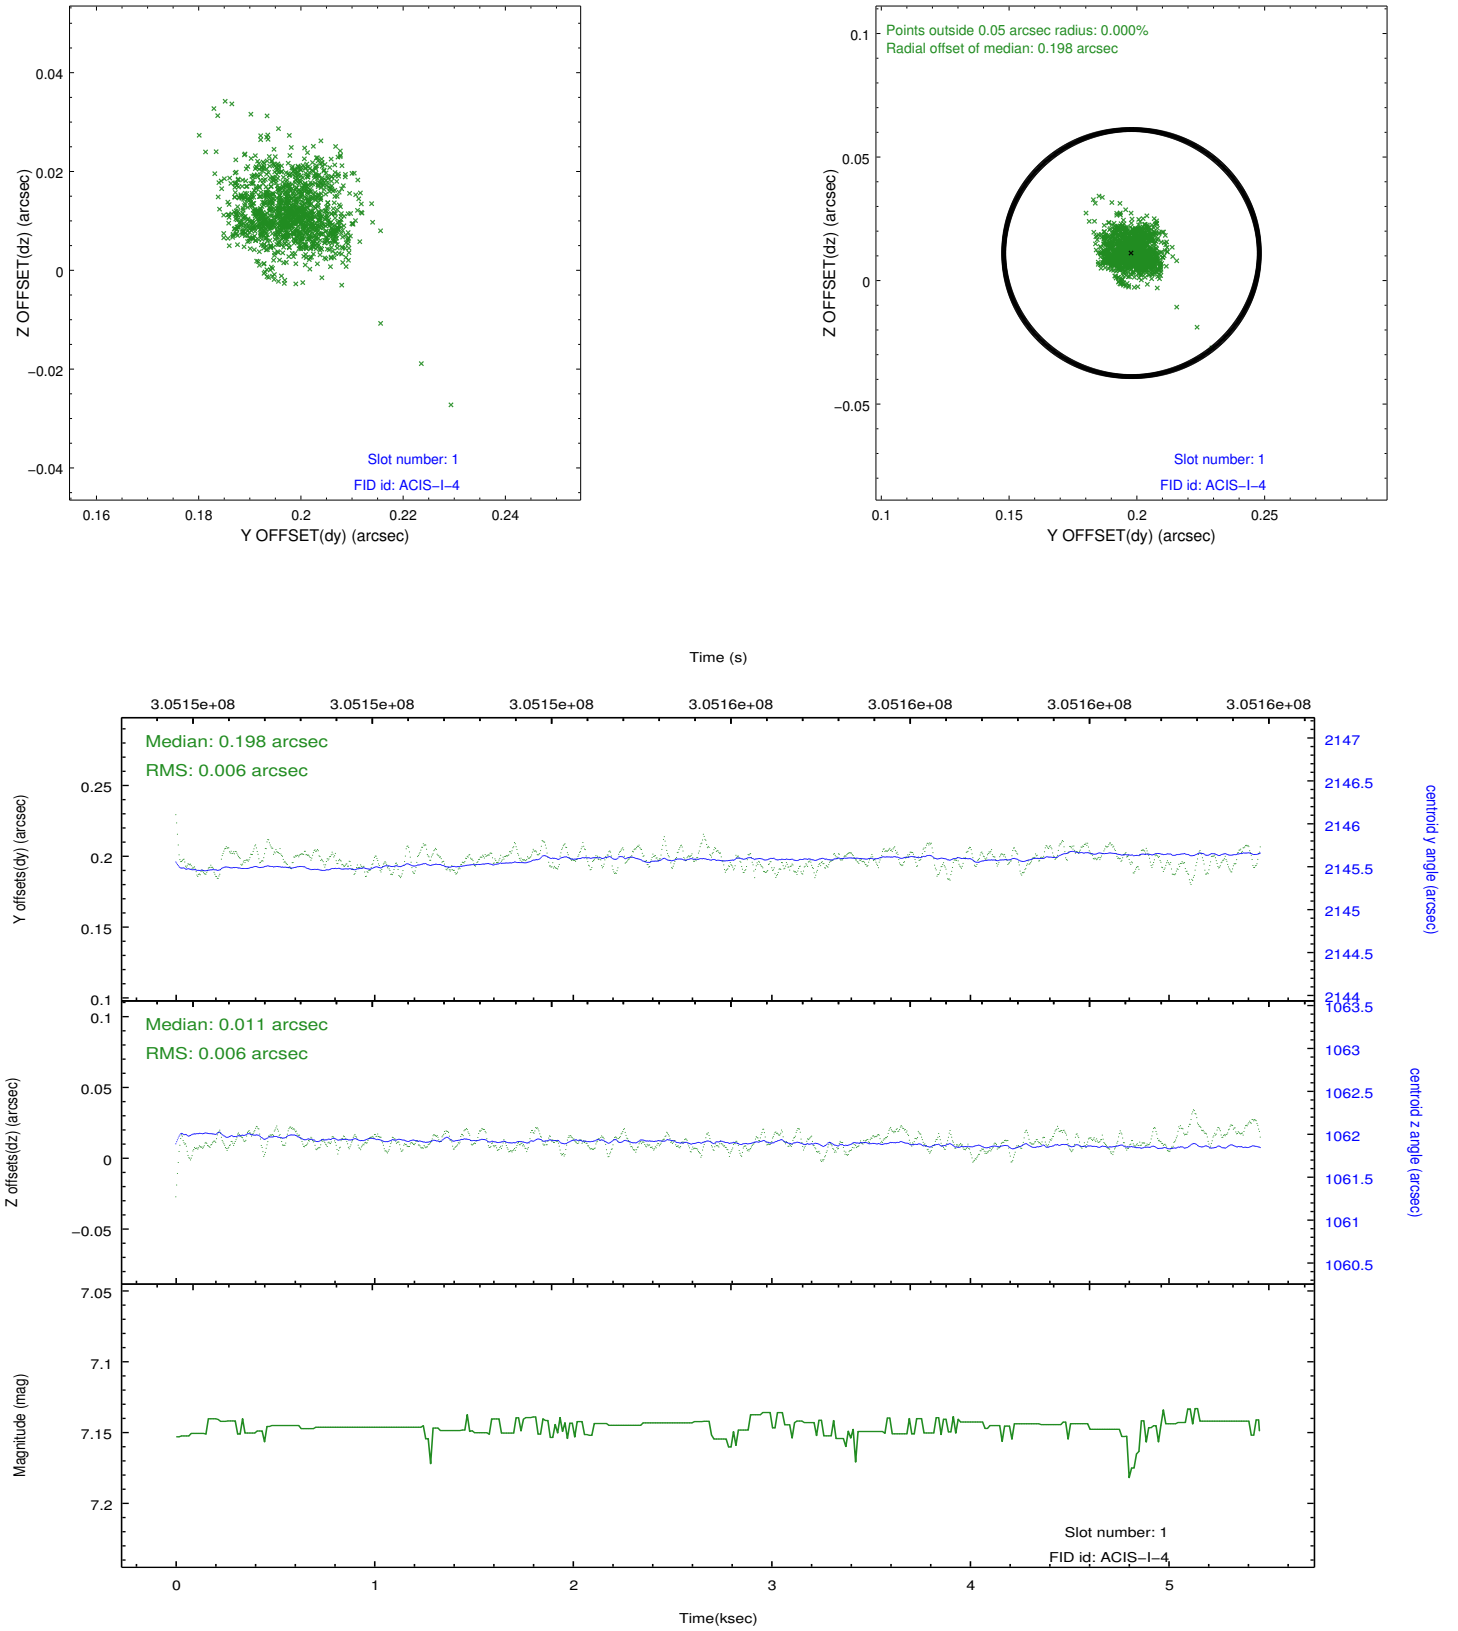 0.04
0.02
0
−0.02
−0.04
Z OFFSET(dz) (arcsec)
Slot number: 1
FID id: ACIS−I−4
0.16 0.18 0.2 0.22 0.24
Y OFFSET(dy) (arcsec)
Points outside 0.05 arcsec radius: 0.000%
Radial offset of median: 0.198 arcsec
0.1
0.05
0
−0.05
Z OFFSET(dz) (arcsec)
Slot number: 1
FID id: ACIS−I−4
0.1 0.15 0.2 0.25
Y OFFSET(dy) (arcsec)
Time (s)
3.0515e+08 3.0515e+08 3.0515e+08 3.0516e+08 3.0516e+08 3.0516e+08 3.0516e+08
Median: 0.198 arcsec
RMS: 0.006 arcsec
0.25
0.2
0.15
0.1
Y offsets(dy) (arcsec)
2147
2146.5
2146
2145.5
2145
2144.5
2144
centroid y angle (arcsec)
Median: 0.011 arcsec
RMS: 0.006 arcsec
0.1
0.05
0
−0.05
Z offsets(dz) (arcsec)
1063.5
1063
1062.5
1062
1061.5
1061
1060.5
centroid z angle (arcsec)
7.05
7.1
7.15
7.2
Magnitude (mag)
Slot number: 1
FID id: ACIS−I−4
0 1 2 3 4 5
Time(ksec)